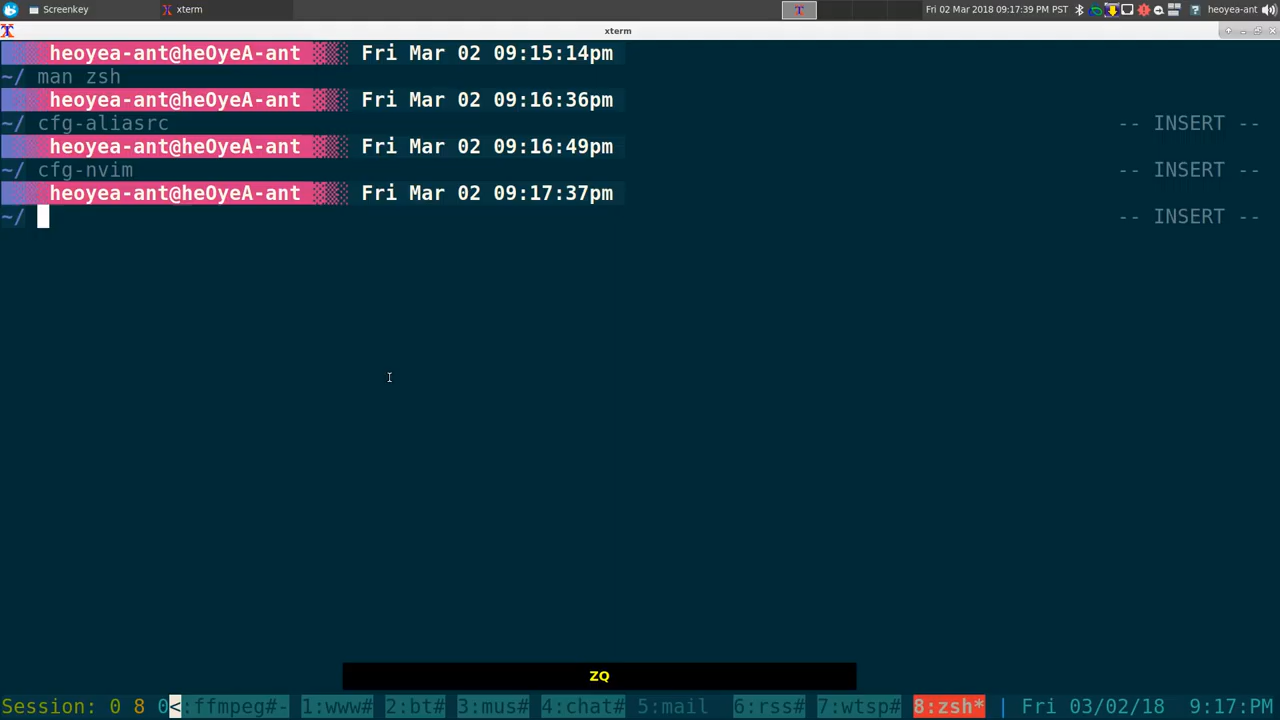 Screenkey xterm T Fri 02 Mar 2018 09:17:39 PM PST heoyea-ant
xterm
heoyea-ant@heOyeA-ant Fri Mar 02 09:15:14pm
~/ man zsh
heoyea-ant@heOyeA-ant Fri Mar 02 09:16:36pm
~/ cfg-aliasrc -- INSERT --
heoyea-ant@heOyeA-ant Fri Mar 02 09:16:49pm
~/ cfg-nvim -- INSERT --
heoyea-ant@heOyeA-ant Fri Mar 02 09:17:37pm
~/ -- INSERT --
ZQ
Session: 0 8 0<:ffmpeg#- 1:www# 2:bt# 3:mus# 4:chat# 5:mail 6:rss# 7:wtsp# 8:zsh* | Fri 03/02/18 9:17:PM